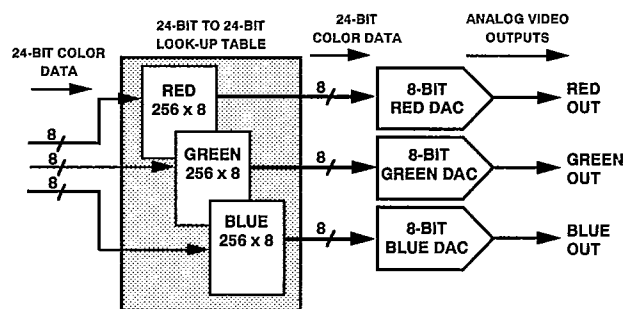 24-BIT COLOR
DATA
24-BIT TO 24-BIT
LOOK-UP TABLE
24-BIT
COLOR DATA
ANALOG VIDEO
OUTPUTS
8
8
8
RED
256 x 8
GREEN
256 x 8
BLUE
256 x 8
8
8
8
8-BIT
RED DAC
8-BIT
GREEN DAC
8-BIT
BLUE DAC
RED
OUT
GREEN
OUT
BLUE
OUT